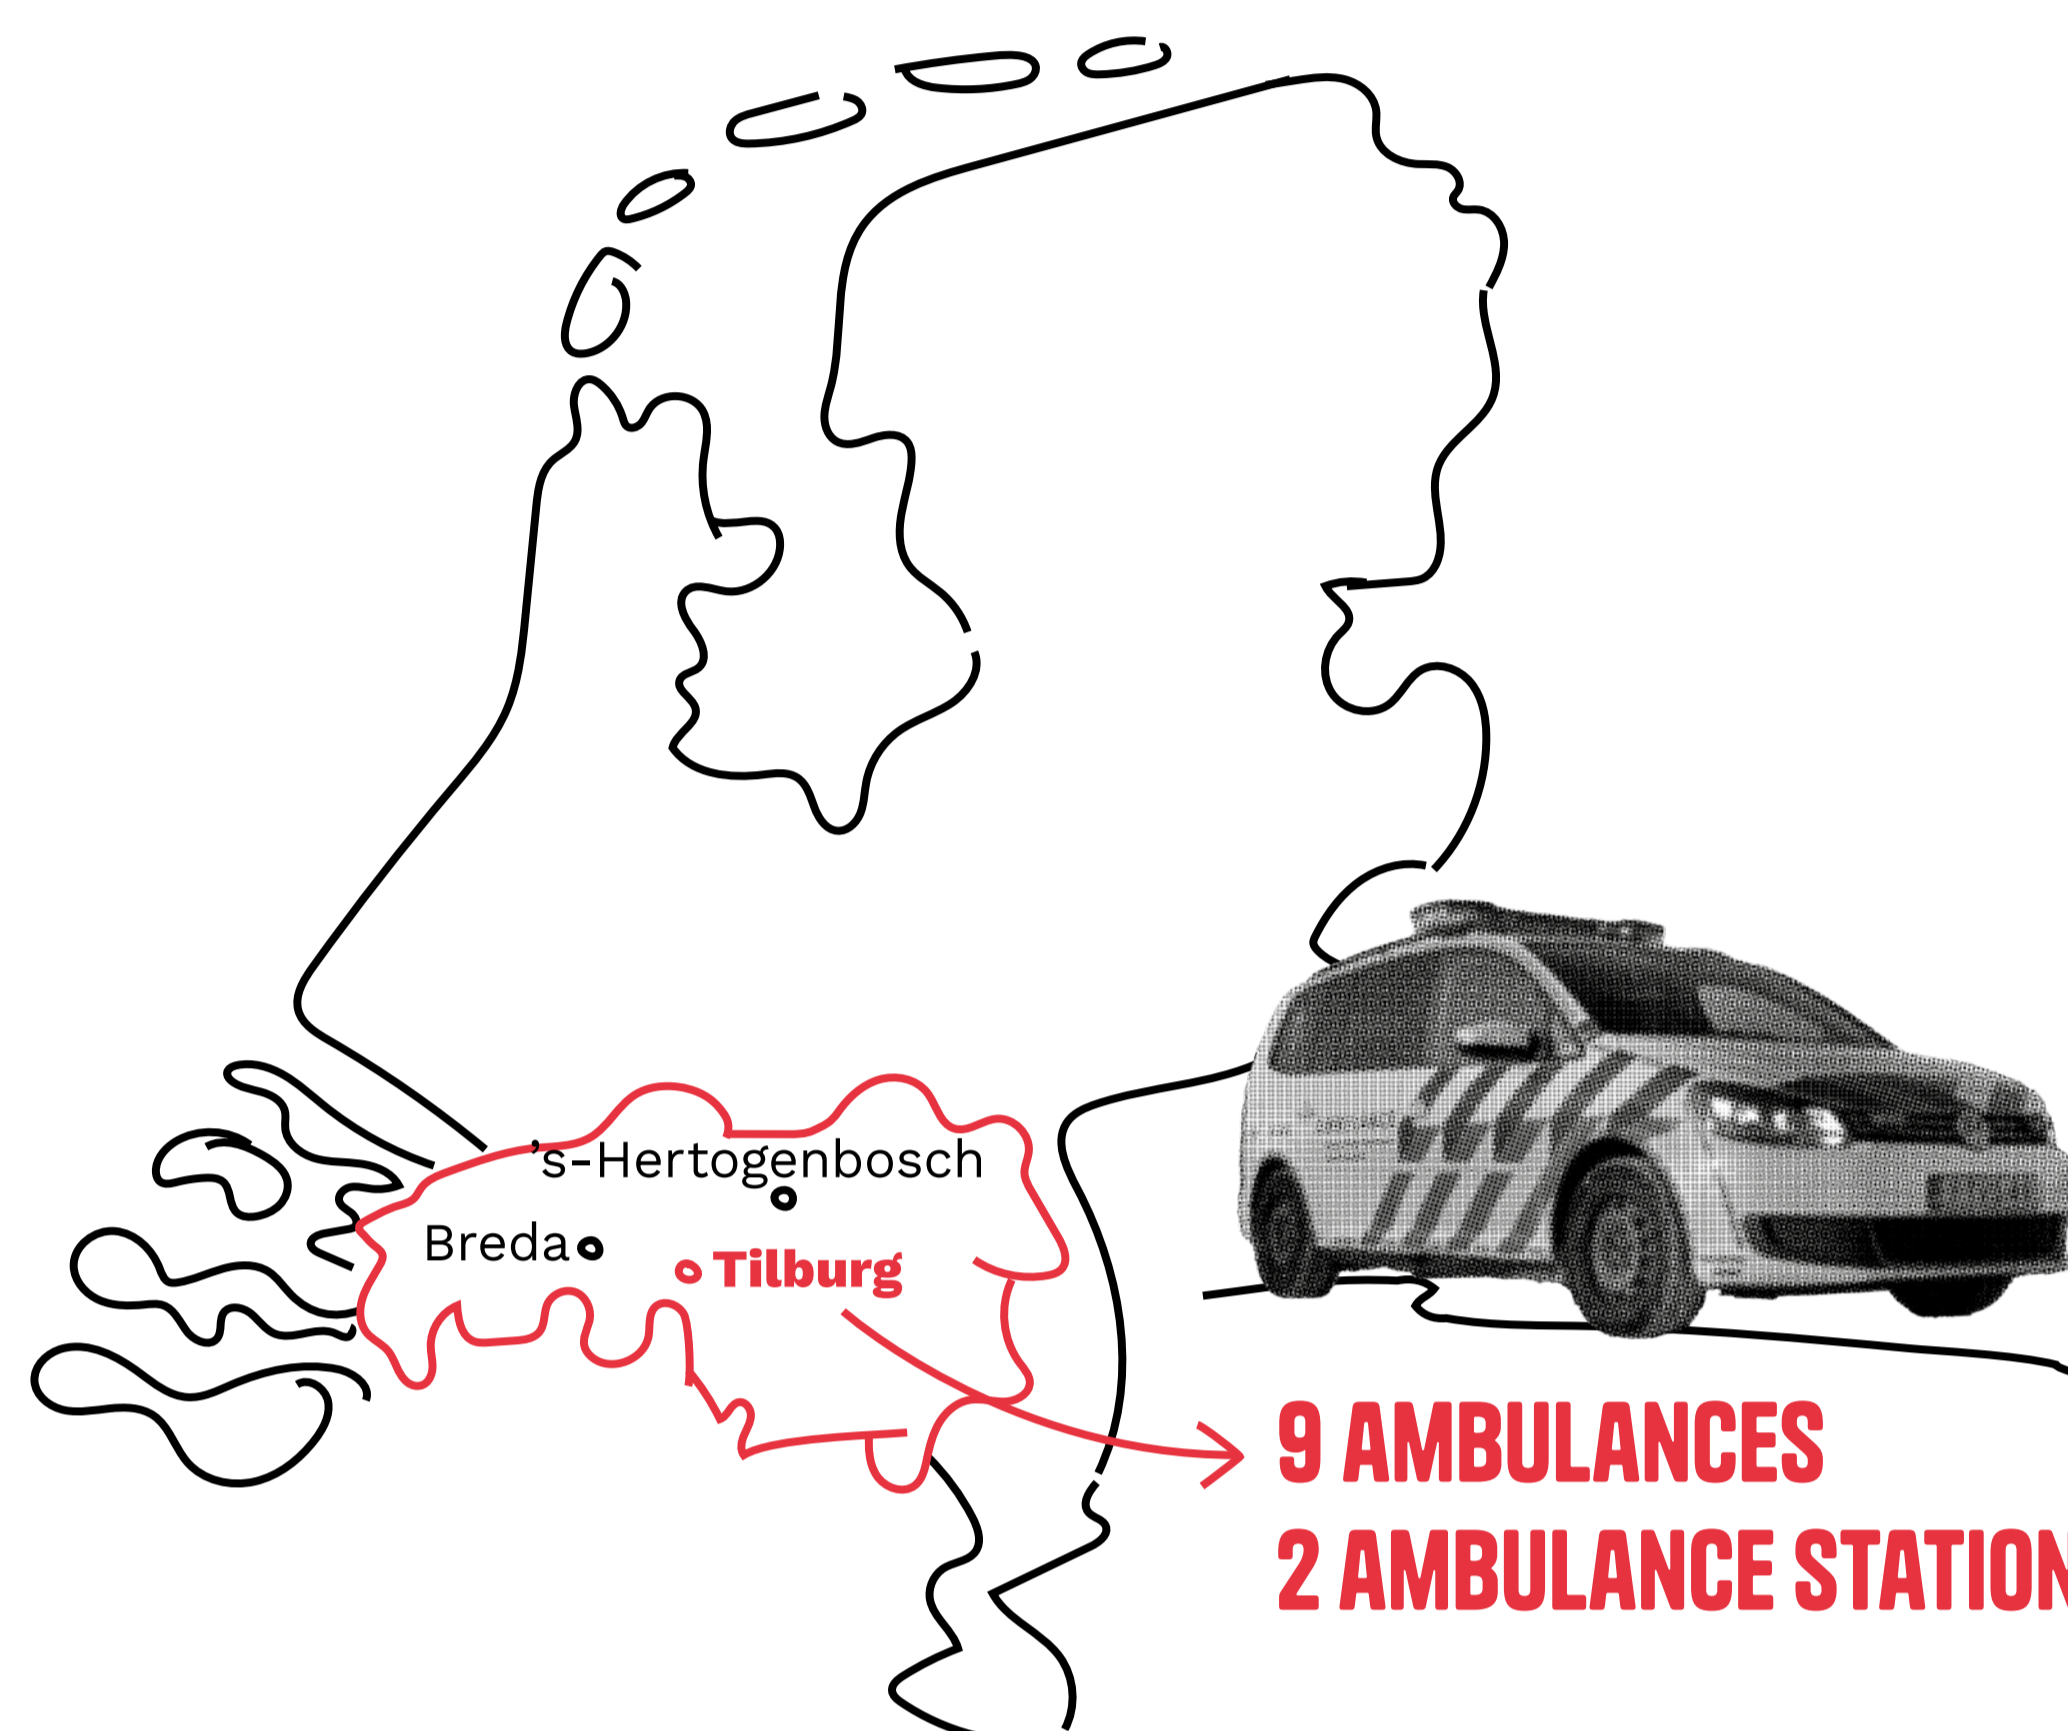 ’s-Hertogenbosch
Breda
Tilburg
9 AMBULANCES
2 AMBULANCE STATION